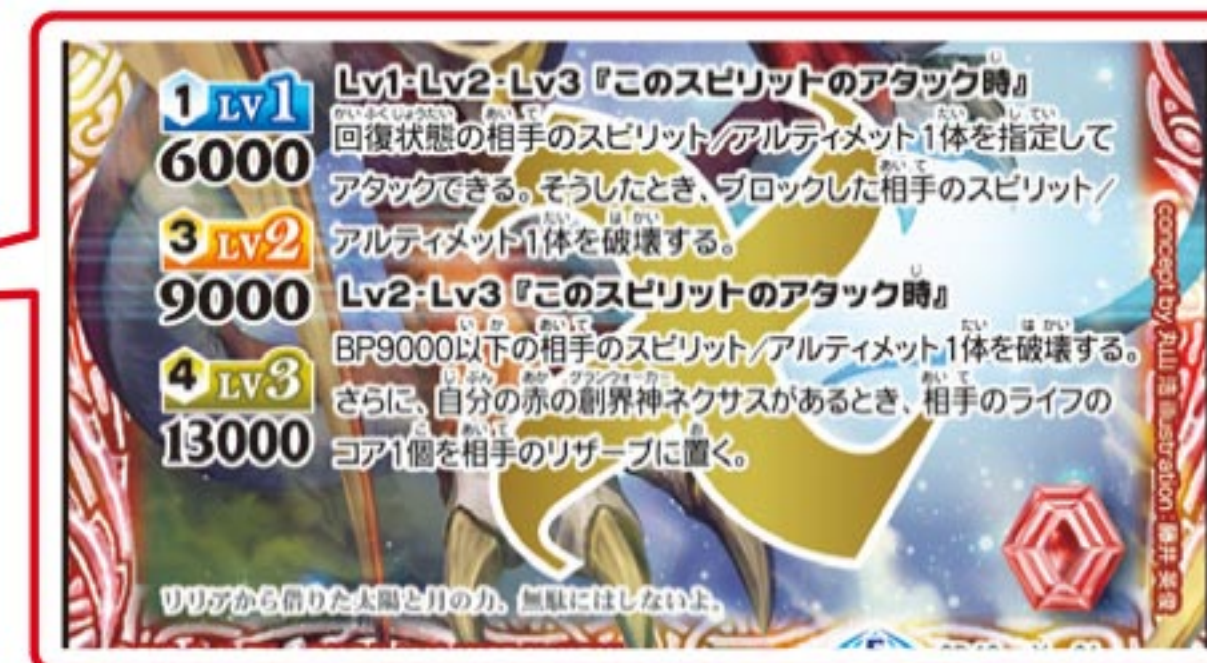 1 LV1
6000
3 LV2
9000
4 LV3
13000
Lv1・Lv2・Lv3『このスピリットのアタック時』
回復状態の相手のスピリット/アルティメット1体を指定して
アタックできる。そうしたとき、ブロックした相手のスピリット/
アルティメット1体を破壊する。
Lv2・Lv3『このスピリットのアタック時』
BP9000以下の相手のスピリット/アルティメット1体を破壊する。
さらに、自分の赤の創界神ネクサスがあるとき、相手のライフの
コア1個を相手のリザーブに置く。
リリアから借りた太陽と月の力、無駄にはしないよ。
concept by 丸山 Illustration:藤井 英俊